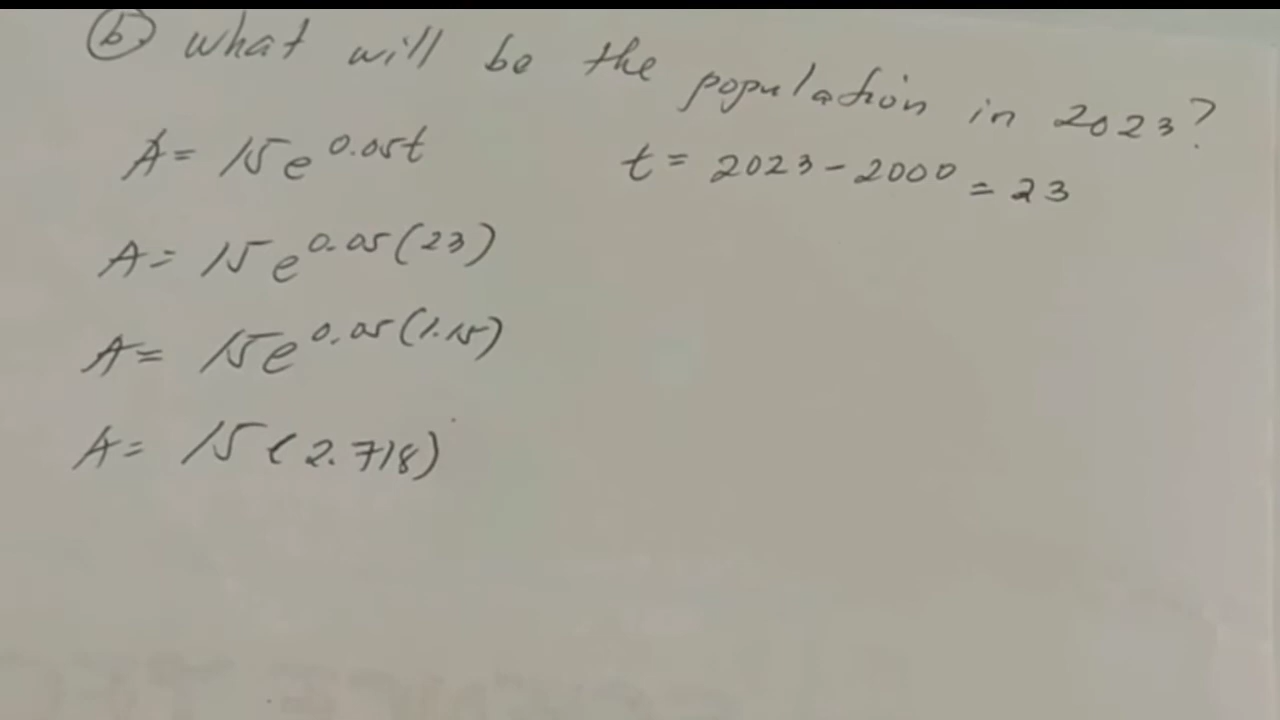 (b) What will be the population in 2023?
A = 15e^0.05t t = 2023 - 2000 = 23
A = 15e^0.05(23)
A = 15e^0.05(1.15)
A = 15(2.718)